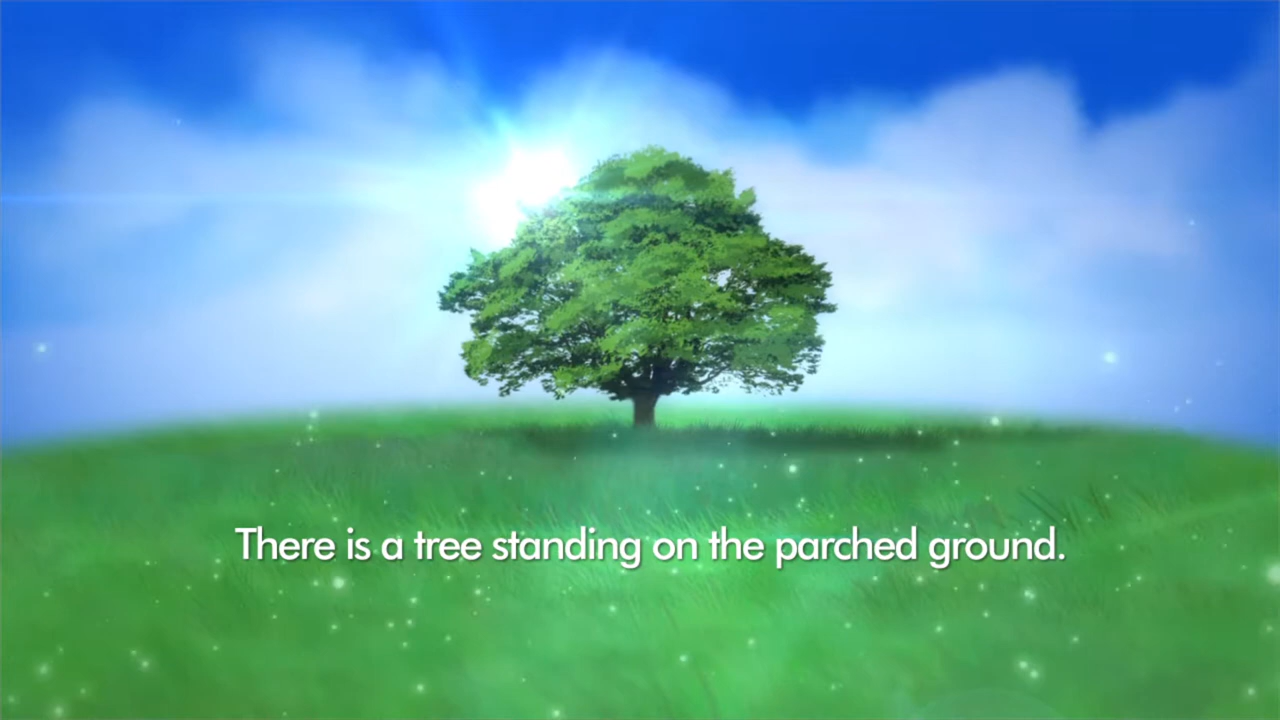 There is a tree standing on the parched ground.